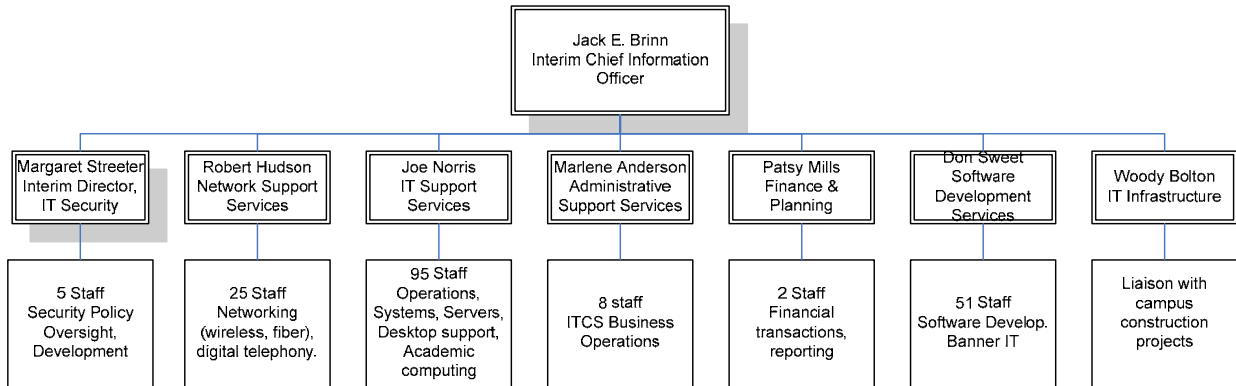 Jack E. Brinn
Interim Chief Information
Officer
Margaret Streeter
Interim Director,
IT Security
Robert Hudson
Network Support
Services
Joe Norris
IT Support
Services
Marlene Anderson
Administrative
Support Services
Patsy Mills
Finance &
Planning
Don Sweet
Software
Development
Services
Woody Bolton
IT Infrastructure
5 Staff
Security Policy
Oversight,
Development
25 Staff
Networking
(wireless, fiber),
digital telephony.
95 Staff
Operations,
Systems, Servers,
Desktop support,
Academic
computing
8 staff
ITCS Business
Operations
2 Staff
Financial
transactions,
reporting
51 Staff
Software Develop.
Banner IT
Liaison with
campus
construction
projects